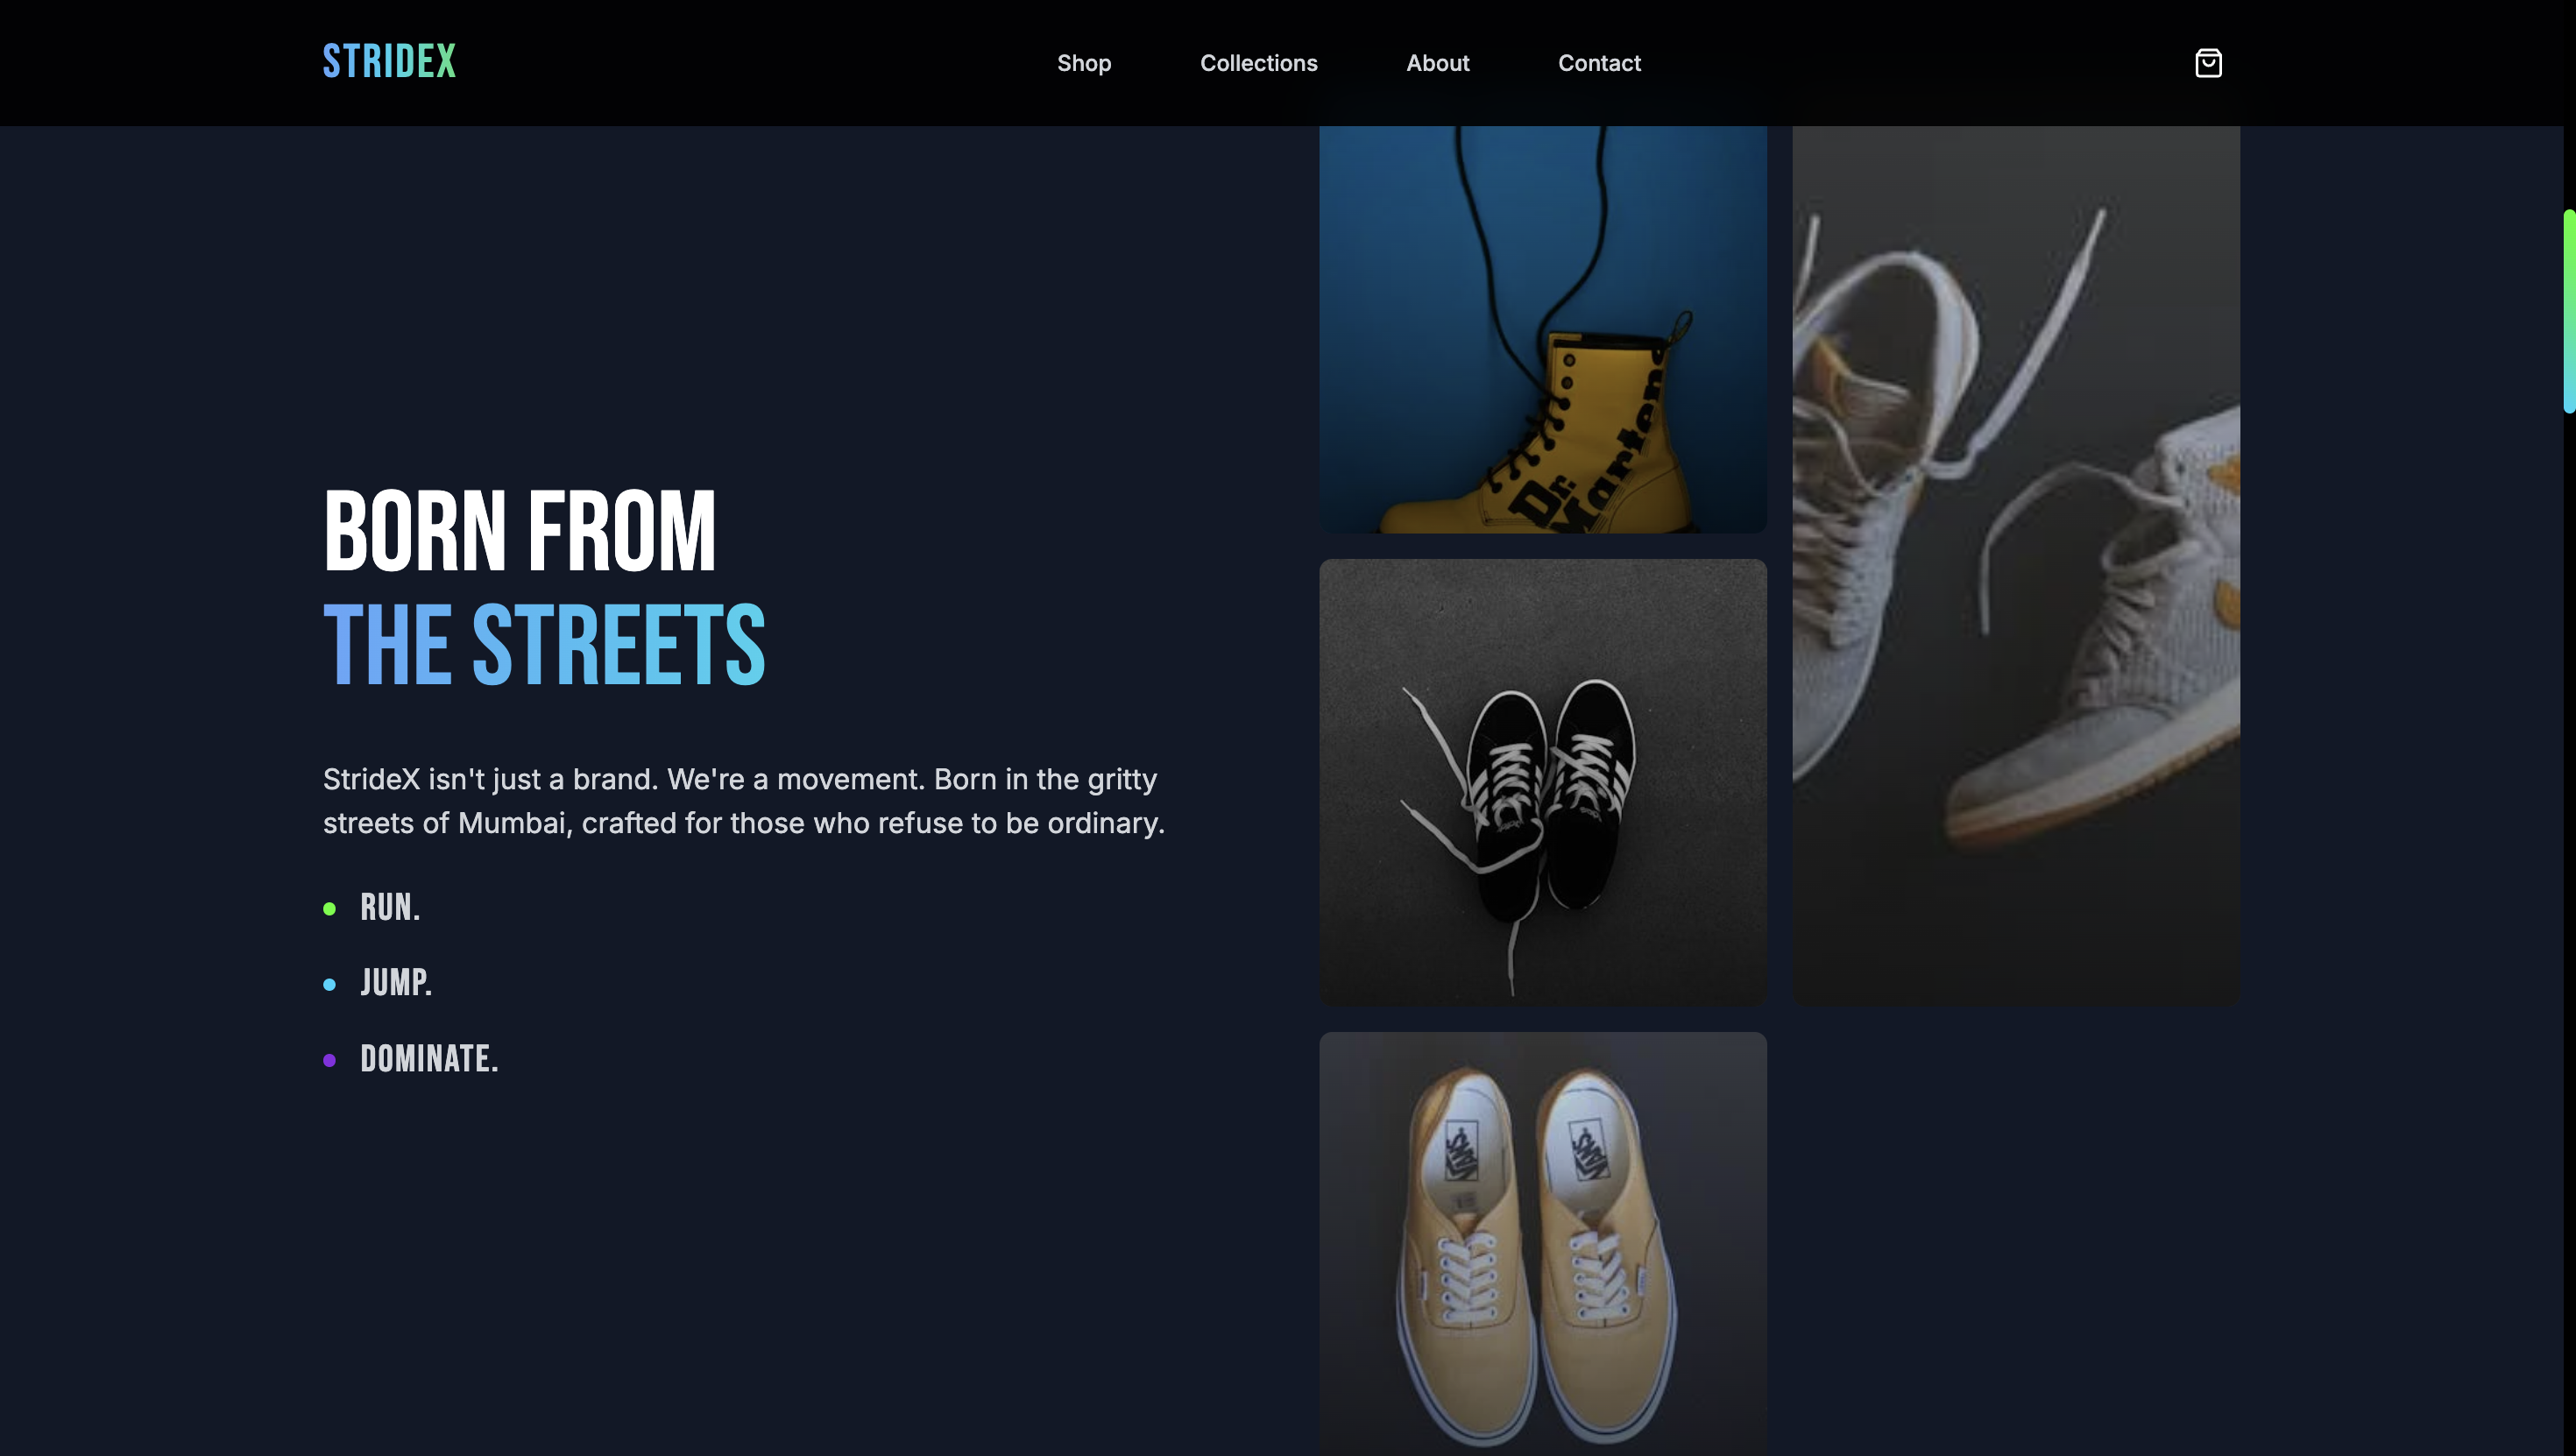 STRIDEX
Shop
Collections
About
Contact
BORN FROM
THE STREETS
StrideX isn't just a brand. We're a movement. Born in the gritty
streets of Mumbai, crafted for those who refuse to be ordinary.
RUN.
JUMP.
DOMINATE.
Dr.
Martens
VANS
VANS